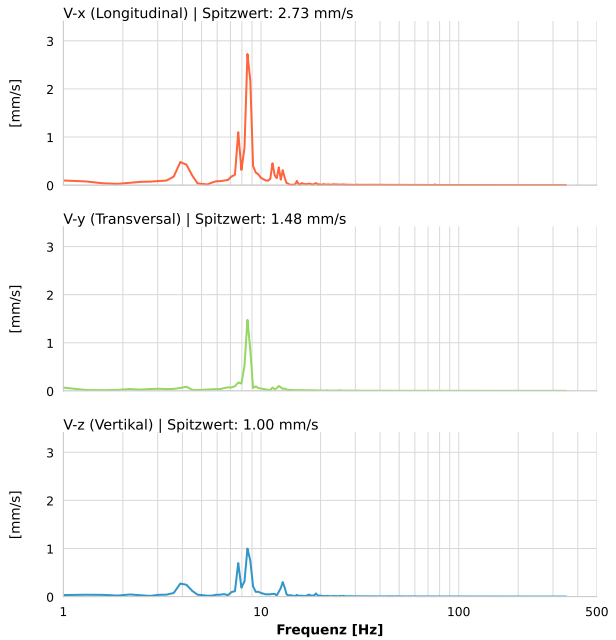 V-x (Longitudinal) | Spitzwert: 2.73 mm/s
3
2
1
0
[mm/s]
V-y (Transversal) | Spitzwert: 1.48 mm/s
3
2
1
0
[mm/s]
V-z (Vertikal) | Spitzwert: 1.00 mm/s
3
2
1
0
[mm/s]
1 10 100 500
Frequenz [Hz]